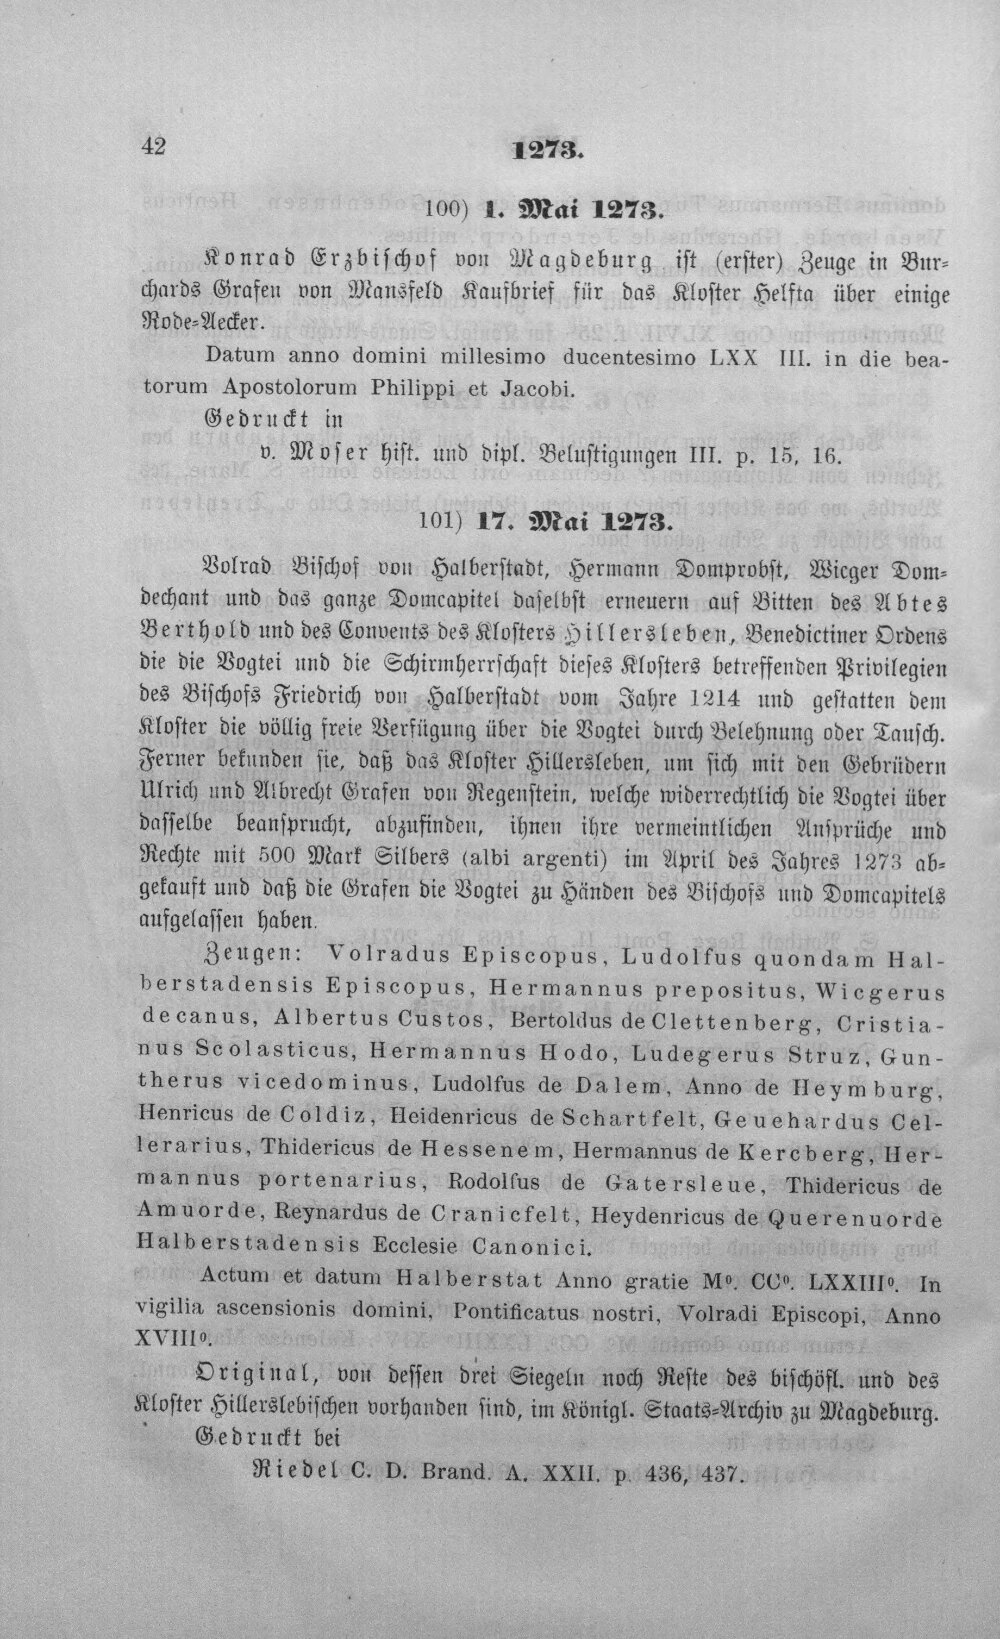 42
1273.
100) 1. Mai 1273.
Konrad Erzbischof von Magdeburg ist (erster) Zeuge in Bur-
chards Grafen von Mansfeld Kaufbrief für das Kloster Helfta über einige
Rode-Aecker.
Datum anno domini millesimo ducentesimo LXX III. in die bea-
torum Apostolorum Philippi et Jacobi.
Gedruckt in
v. Moser hist. und dipl. Belustigungen III. p. 15, 16.
101) 17. Mai 1273.
Volrad Bischof von Halberstadt, Hermann Domprobst, Wicger Dom-
dechant und das ganze Domcapitel daselbst erneuern auf Bitten des Abtes
Berthold und des Convents des Klosters Hillersleben, Benedictiner Ordens
die die Vogtei und die Schirmherrschaft dieses Klosters betreffenden Privilegien
des Bischofs Friedrich von Halberstadt vom Jahre 1214 und gestatten dem
Kloster die völlig freie Verfügung über die Vogtei durch Belehnung oder Tausch.
Ferner bekunden sie, daß das Kloster Hillersleben, um sich mit den Gebrüdern
Ulrich und Albrecht Grafen von Regenstein, welche widerrechtlich die Vogtei über
dasselbe beansprucht, abzufinden, ihnen ihre vermeintlichen Ansprüche und
Rechte mit 500 Mark Silbers (albi argenti) im April des Jahres 1273 ab-
gekauft und daß die Grafen die Vogtei zu Händen des Bischofs und Domcapitels
aufgelassen haben.
Zeugen: Volradus Episcopus, Ludolfus quondam Hal-
berstadensis Episcopus, Hermannus prepositus, Wicgerus
decanus, Albertus Custos, Bertoldus de Clettenberg, Cristia-
nus Scolasticus, Hermannus Hodo, Ludegerus Struz, Gun-
therus vicedominus, Ludolfus de Dalem, Anno de Heymburg,
Henricus de Coldiz, Heidenricus de Schartfelt, Geuehardus Cel-
lerarius, Thidericus de Hessenem, Hermannus de Kercberg, Her-
mannus portenarius, Rodolfus de Gatersleue, Thidericus de
Amuorde, Reynardus de Cranicfelt, Heydenricus de Querenuorde
Halberstadensis Ecclesie Canonici.
Actum et datum Halberstat Anno gratie Mº. CCº. LXXIIIº. In
vigilia ascensionis domini, Pontificatus nostri, Volradi Episcopi, Anno
XVIIIº.
Original, von dessen drei Siegeln noch Reste des bischöfl. und des
Kloster Hillerslebischen vorhanden sind, im Königl. Staats-Archiv zu Magdeburg.
Gedruckt bei
Riedel C. D. Brand. A. XXII. p. 436, 437.